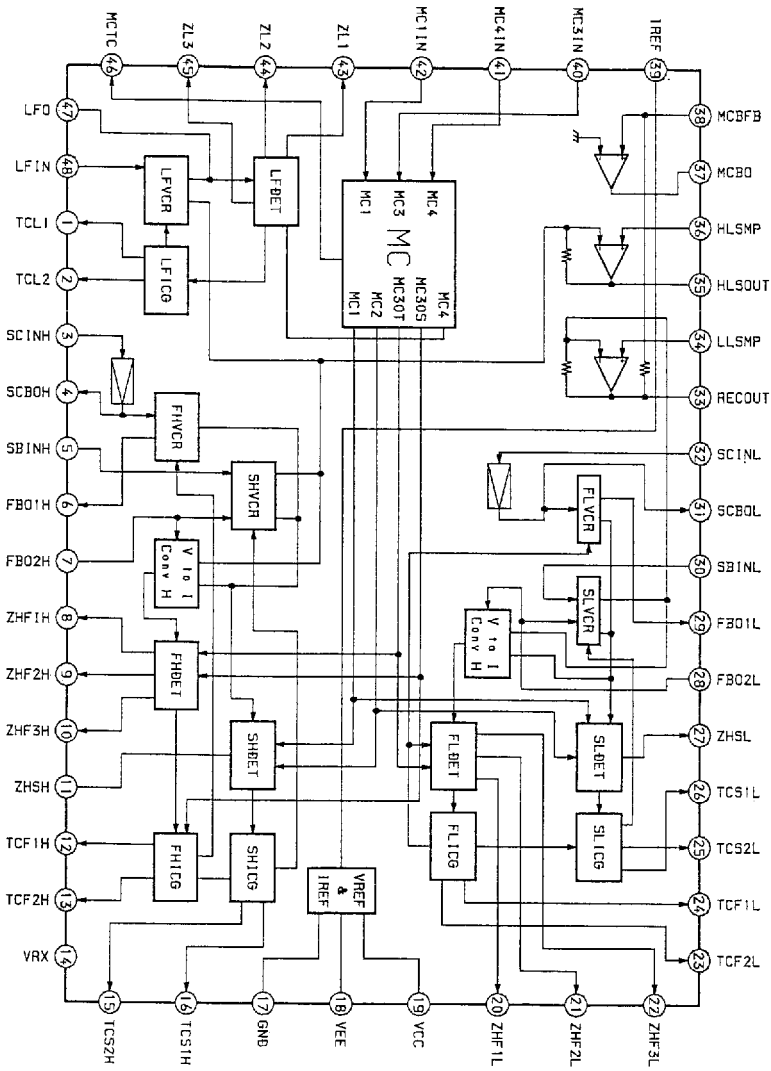 MCTC
46
ZL3
45
ZL2
44
ZL1
43
MC1IN
42
MC4IN
41
MC3IN
40
IREF
39
LFO
47
LFIN
48
TCL1
1
TCL2
2
SCINH
3
SCBOH
4
SBINH
5
FBO1H
6
FBO2H
7
ZHF1H
8
ZHF2H
9
ZHF3H
10
ZHSH
11
TCF1H
12
TCF2H
13
VRX
14
38
MCBFB
37
MCBO
36
HLSMP
35
HLSOUT
34
LLSMP
33
RECOUT
32
SCINL
31
SCBOL
30
SBINL
29
FBO1L
28
FBO2L
27
ZHSL
26
TCS1L
25
TCS2L
24
TCF1L
23
TCF2L
LFVCR
LFDET
LFICG
MC1
MC3
MC4
MC
MC1
MC2
MC3OT
MC3OS
MC4
FHVCR
SHVCR
V to I
Conv H
FHDET
SHDET
FHICG
SHICG
VREF
&
IREF
FLVCR
SLVCR
V to I
Conv H
FLDET
SLDET
FLICG
SLICG
15
TCS2H
16
TCS1H
17
GND
18
VEE
19
VCC
20
ZHF1L
21
ZHF2L
22
ZHF3L